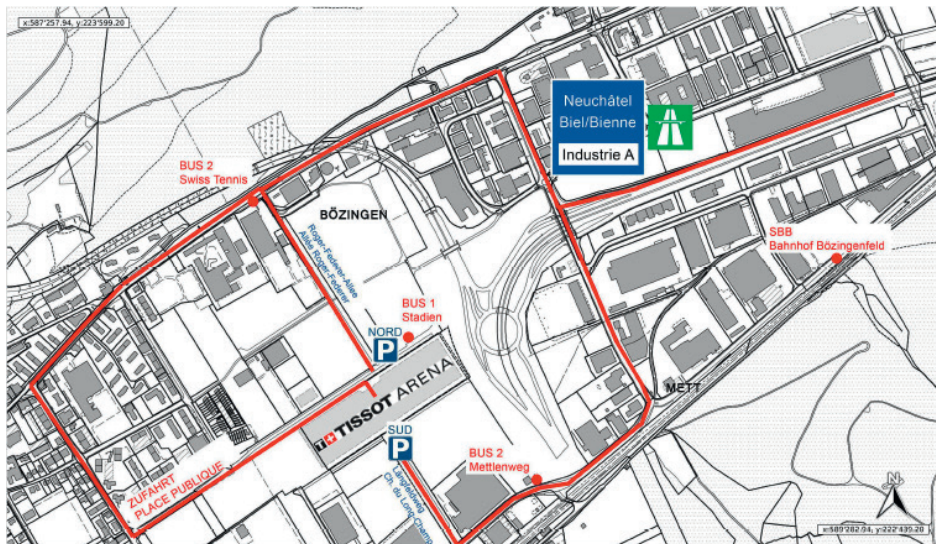 x:587'257.94, y:223'599.20
Neuchâtel
Biel/Bienne
Industrie A
BUS 2
Swiss Tennis
BÖZINGEN
Roger-Federer-Allee
Allée Roger-Federer
SBB
Bahnhof Bözingenfeld
BUS 1
Stadien
NORD
P
TISSOT ARENA
METT
SUD
P
ZUFAHRT
PLACE PUBLIQUE
Längfeldweg
Ch. du Long-Champ
BUS 2
Mettlenweg
N
x:589'282.94, y:222'439.20